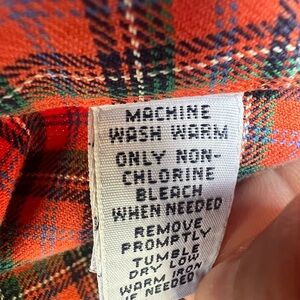 MACHINE
WASH WARM
ONLY NON-
CHLORINE
BLEACH
WHEN NEEDED
REMOVE
PROMPTLY
TUMBLE
DRY LOW
WARM IRON
IF NEEDED